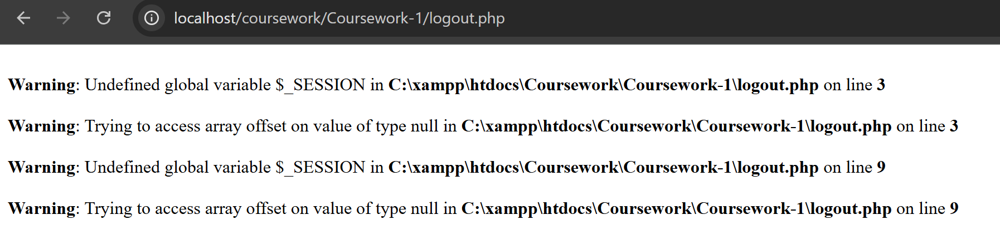 localhost/coursework/Coursework-1/logout.php
Warning: Undefined global variable $_SESSION in C:\xampp\htdocs\Coursework\Coursework-1\logout.php on line 3
Warning: Trying to access array offset on value of type null in C:\xampp\htdocs\Coursework\Coursework-1\logout.php on line 3
Warning: Undefined global variable $_SESSION in C:\xampp\htdocs\Coursework\Coursework-1\logout.php on line 9
Warning: Trying to access array offset on value of type null in C:\xampp\htdocs\Coursework\Coursework-1\logout.php on line 9